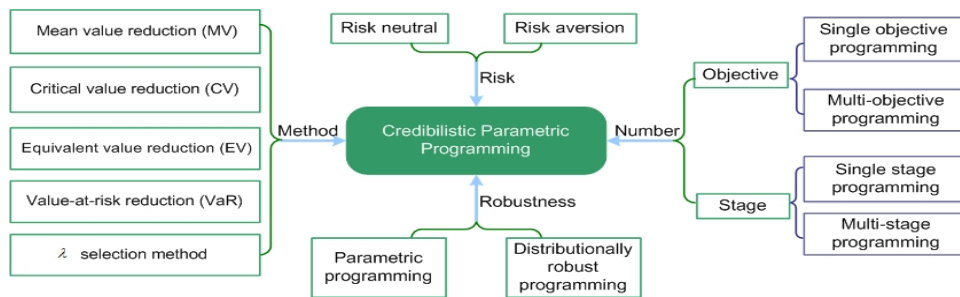 Mean value reduction (MV)
Critical value reduction (CV)
Equivalent value reduction (EV)
Value-at-risk reduction (VaR)
λ selection method
Method
Risk neutral
Risk aversion
Risk
Credibilistic Parametric
Programming
Robustness
Parametric
programming
Distributionally
robust
programming
Number
Objective
Single objective
programming
Multi-objective
programming
Stage
Single stage
programming
Multi-stage
programming